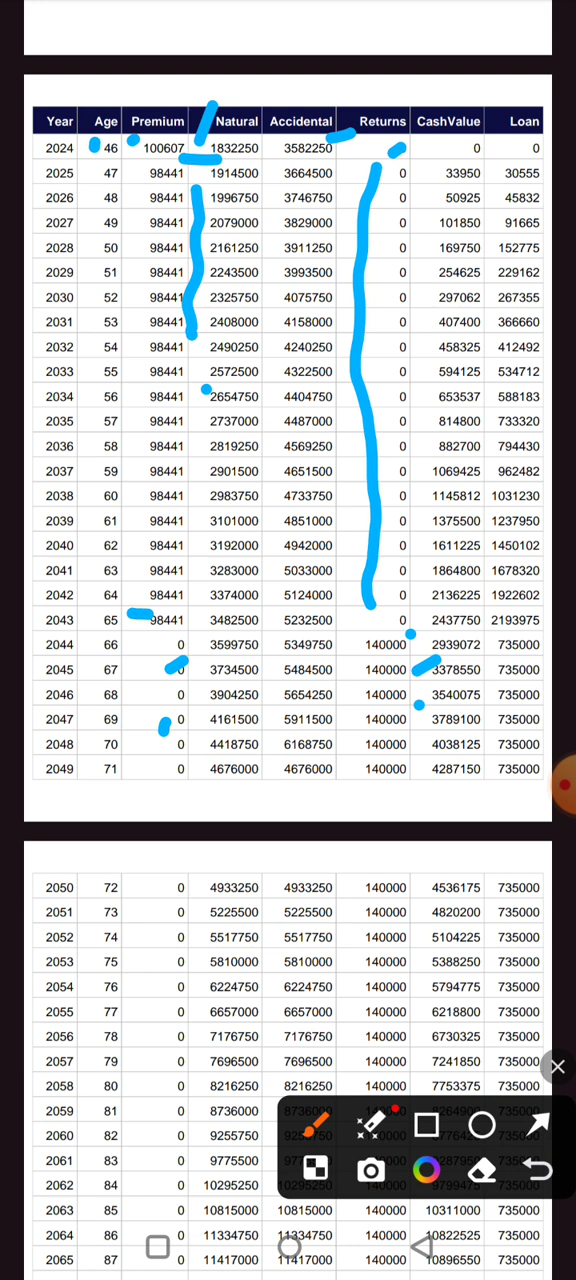 Year Age Premium Natural Accidental Returns CashValue Loan
2024 46 100607 1832250 3582250 0 0 0
2025 47 98441 1914500 3664500 0 33950 30555
2026 48 98441 1996750 3746750 0 50925 45832
2027 49 98441 2079000 3829000 0 101850 91665
2028 50 98441 2161250 3911250 0 169750 152775
2029 51 98441 2243500 3993500 0 254625 229162
2030 52 98441 2325750 4075750 0 297062 267355
2031 53 98441 2408000 4158000 0 407400 366660
2032 54 98441 2490250 4240250 0 458325 412492
2033 55 98441 2572500 4322500 0 594125 534712
2034 56 98441 2654750 4404750 0 653537 588183
2035 57 98441 2737000 4487000 0 814800 733320
2036 58 98441 2819250 4569250 0 882700 794430
2037 59 98441 2901500 4651500 0 1069425 962482
2038 60 98441 2983750 4733750 0 1145812 1031230
2039 61 98441 3101000 4851000 0 1375500 1237950
2040 62 98441 3192000 4942000 0 1611225 1450102
2041 63 98441 3283000 5033000 0 1864800 1678320
2042 64 98441 3374000 5124000 0 2136225 1922602
2043 65 98441 3482500 5232500 0 2437750 2193975
2044 66 0 3599750 5349750 140000 2939072 735000
2045 67 0 3734500 5484500 140000 3378550 735000
2046 68 0 3904250 5654250 140000 3540075 735000
2047 69 0 4161500 5911500 140000 3789100 735000
2048 70 0 4418750 6168750 140000 4038125 735000
2049 71 0 4676000 4676000 140000 4287150 735000
2050 72 0 4933250 4933250 140000 4536175 735000
2051 73 0 5225500 5225500 140000 4820200 735000
2052 74 0 5517750 5517750 140000 5104225 735000
2053 75 0 5810000 5810000 140000 5388250 735000
2054 76 0 6224750 6224750 140000 5794775 735000
2055 77 0 6657000 6657000 140000 6218800 735000
2056 78 0 7176750 7176750 140000 6730325 735000
2057 79 0 7696500 7696500 140000 7241850 735000
2058 80 0 8216250 8216250 140000 7753375 735000
2059 81 0 8736000 8736000
2060 82 0 9255750
2061 83 0 9775500
2062 84 0 10295250 10295250 140000 735000
2063 85 0 10815000 10815000 140000 10311000 735000
2064 86 0 11334750 11334750 140000 10822525 735000
2065 87 0 11417000 11417000 140000 10896550 735000